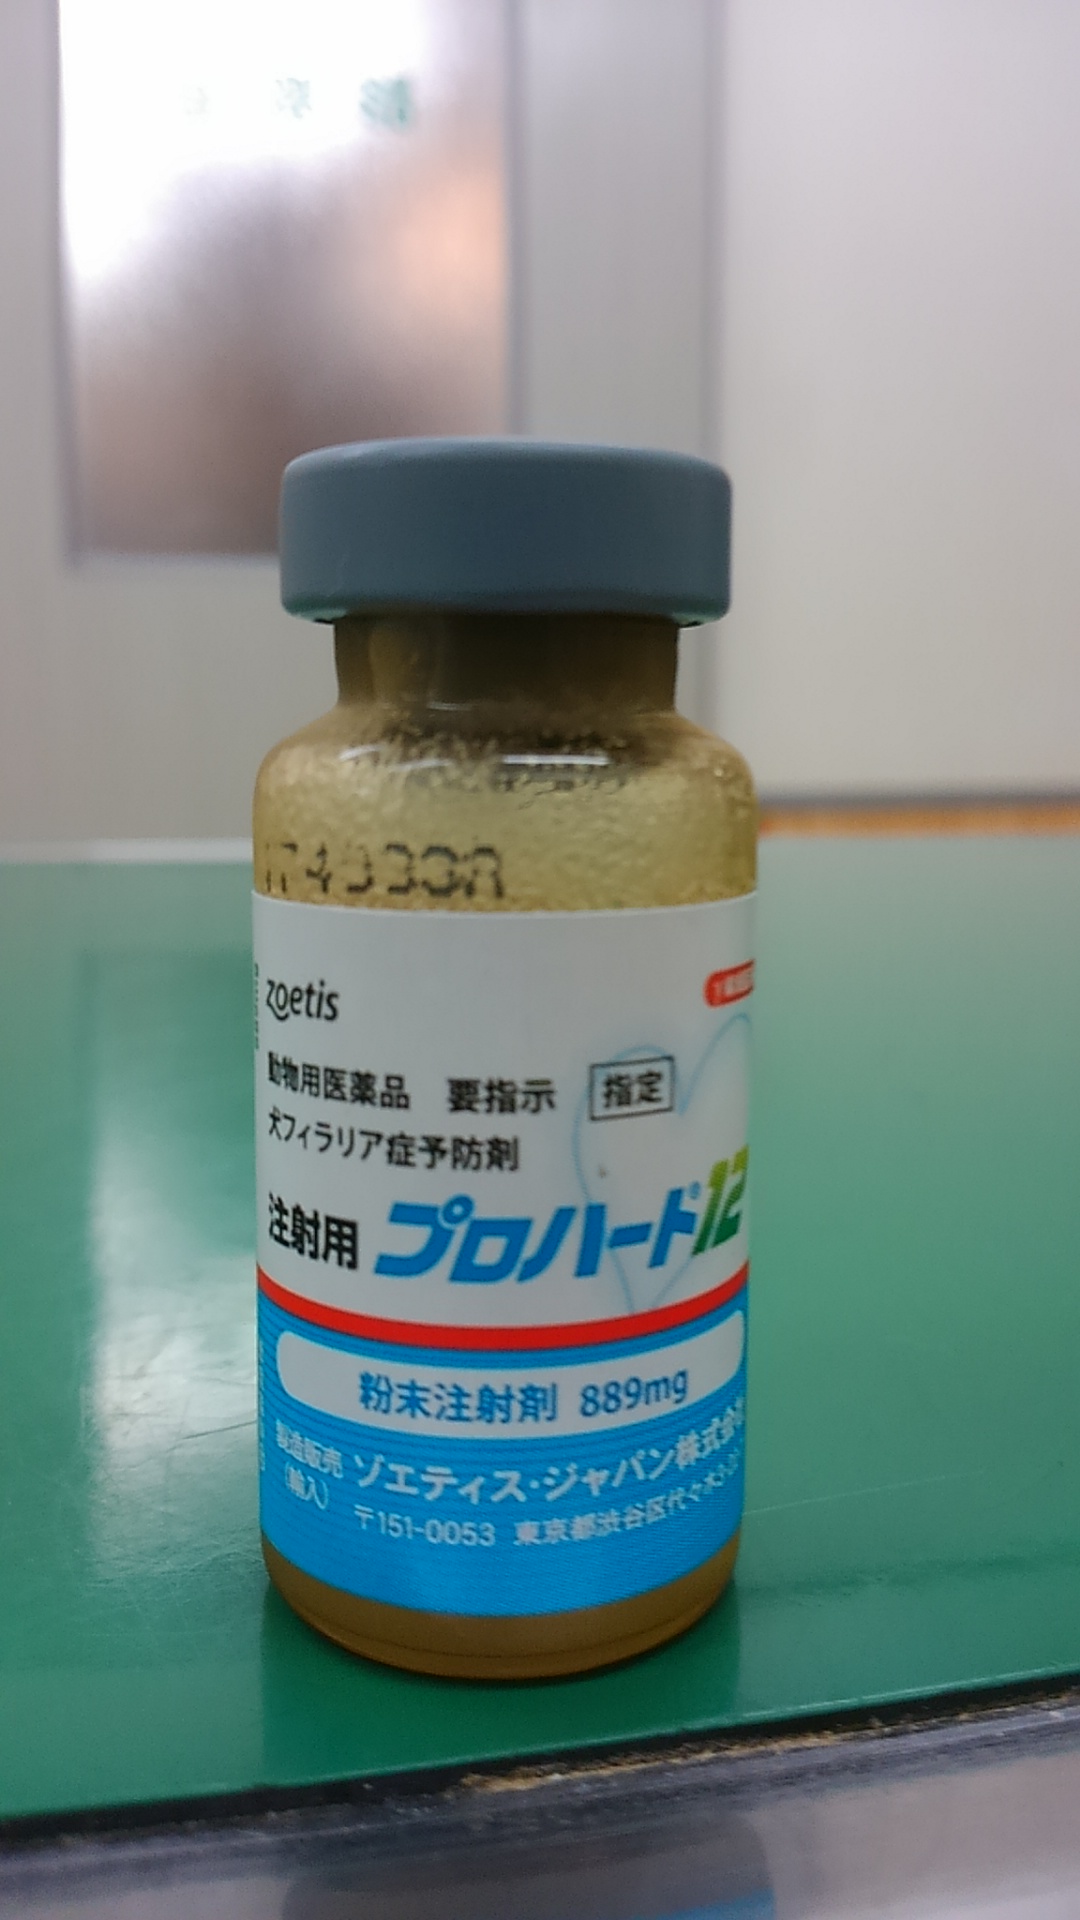 zoetis
動物用医薬品 要指示 指定
犬フィラリア症予防剤
注射用 プロハード®12
粉末注射剤 889mg
製造販売 ゾエティス・ジャパン株式会社
(輸入)
〒151-0053 東京都渋谷区代々木